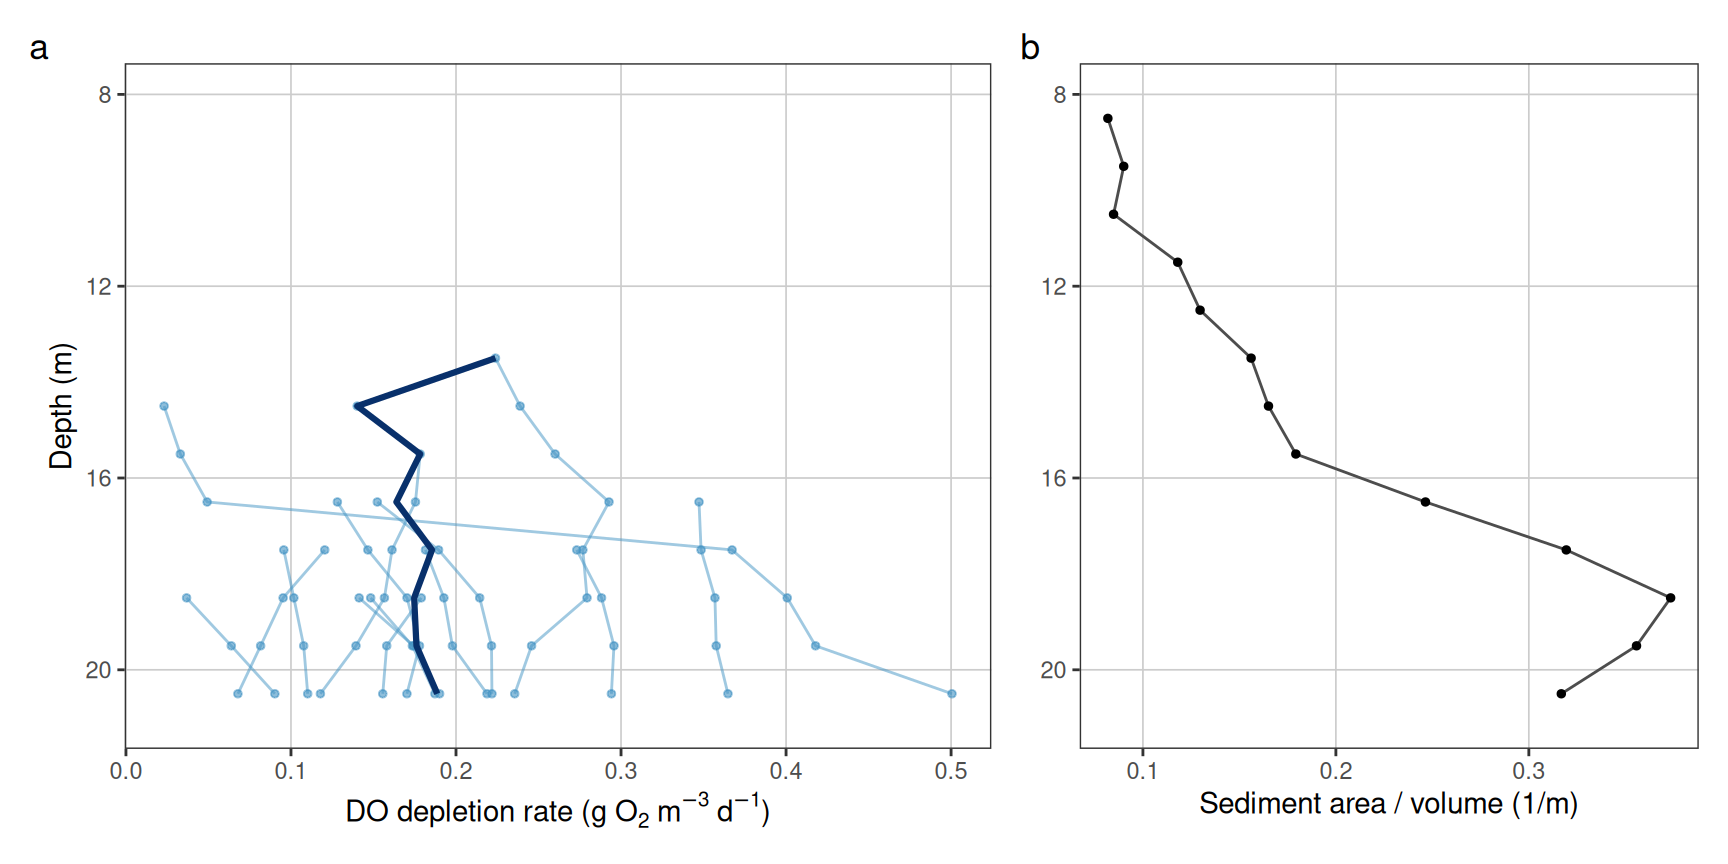 a
8
12
16
20
Depth (m)
0.0 0.1 0.2 0.3 0.4 0.5
DO depletion rate (g O₂ m⁻³ d⁻¹)
b
8
12
16
20
0.1 0.2 0.3
Sediment area / volume (1/m)